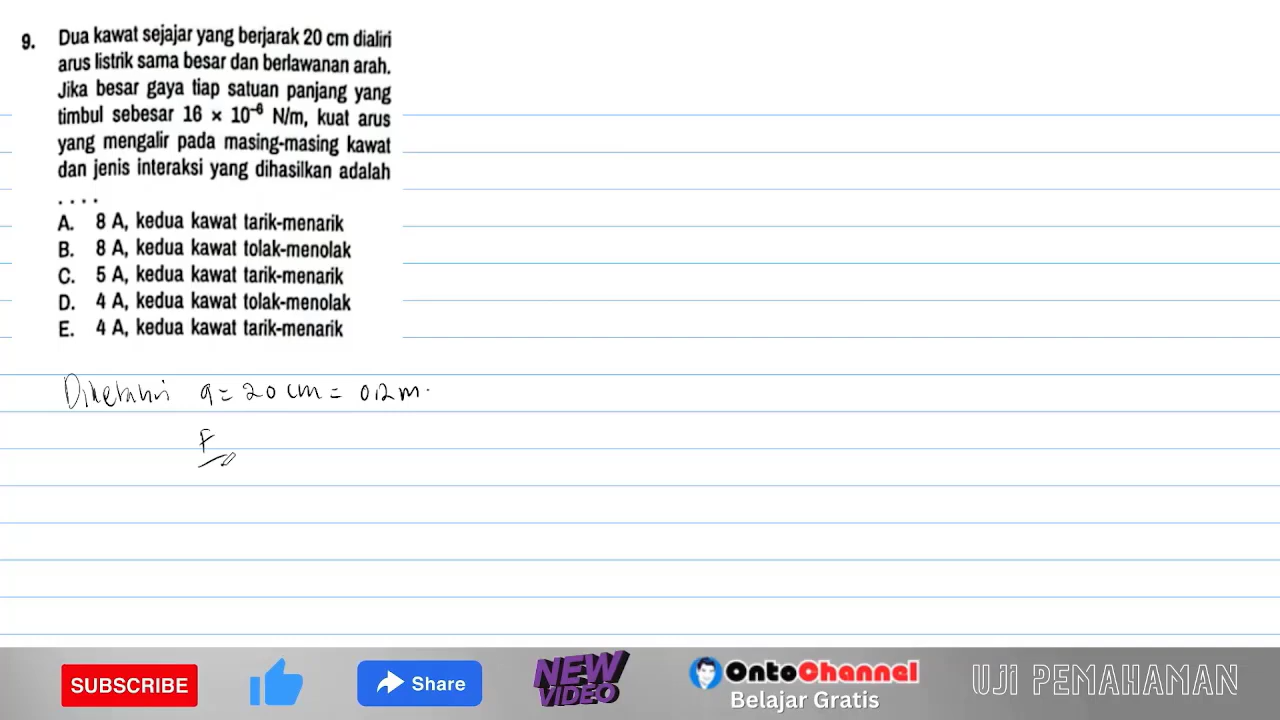 9. Dua kawat sejajar yang berjarak 20 cm dialiri
arus listrik sama besar dan berlawanan arah.
Jika besar gaya tiap satuan panjang yang
timbul sebesar 16 × 10⁻⁶ N/m, kuat arus
yang mengalir pada masing-masing kawat
dan jenis interaksi yang dihasilkan adalah
. . . .
A. 8 A, kedua kawat tarik-menarik
B. 8 A, kedua kawat tolak-menolak
C. 5 A, kedua kawat tarik-menarik
D. 4 A, kedua kawat tolak-menolak
E. 4 A, kedua kawat tarik-menarik
Diketahui a = 20 cm = 0,2 m.
F
SUBSCRIBE
Share
NEW
VIDEO
OntoChannel
Belajar Gratis
UJI PEMAHAMAN